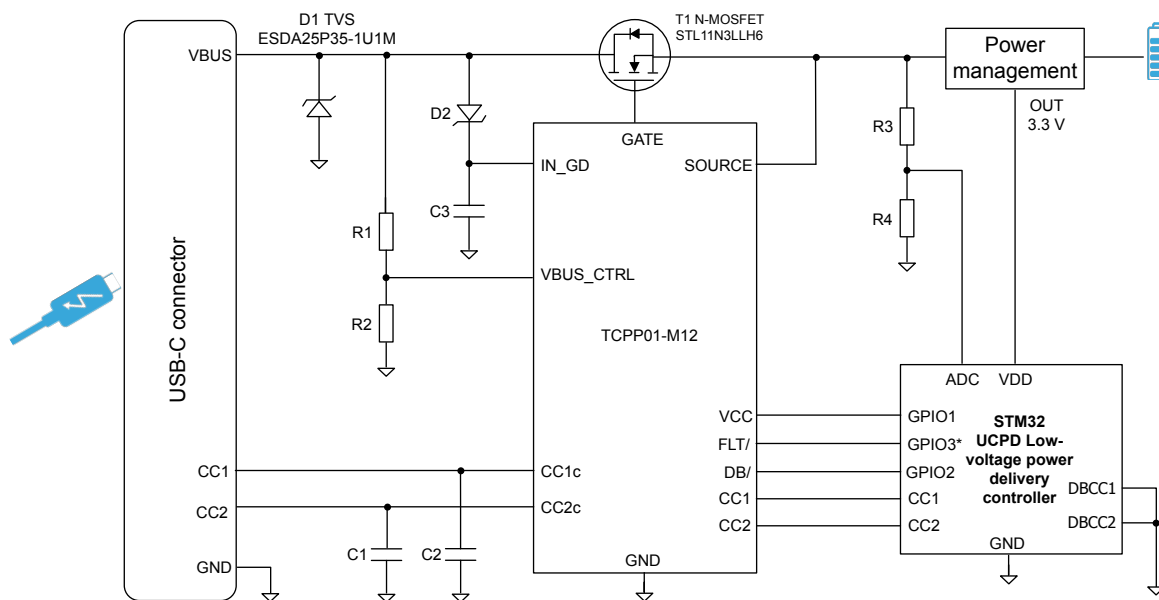 D1 TVS
ESDA25P35-1U1M
T1 N-MOSFET
STL11N3LLH6
VBUS
Power
management
D2
GATE
OUT
3.3 V
R3
IN_GD
SOURCE
C3
R4
R1
VBUS_CTRL
R2
TCPP01-M12
USB-C connector
ADC
VDD
VCC
GPIO1
STM32
UCPD Low-
voltage power
delivery
controller
FLT/
GPIO3*
CC1
CC1c
DB/
GPIO2
DBCC1
CC1
CC1
CC2
CC2c
CC2
CC2
DBCC2
C1
C2
GND
GND
GND